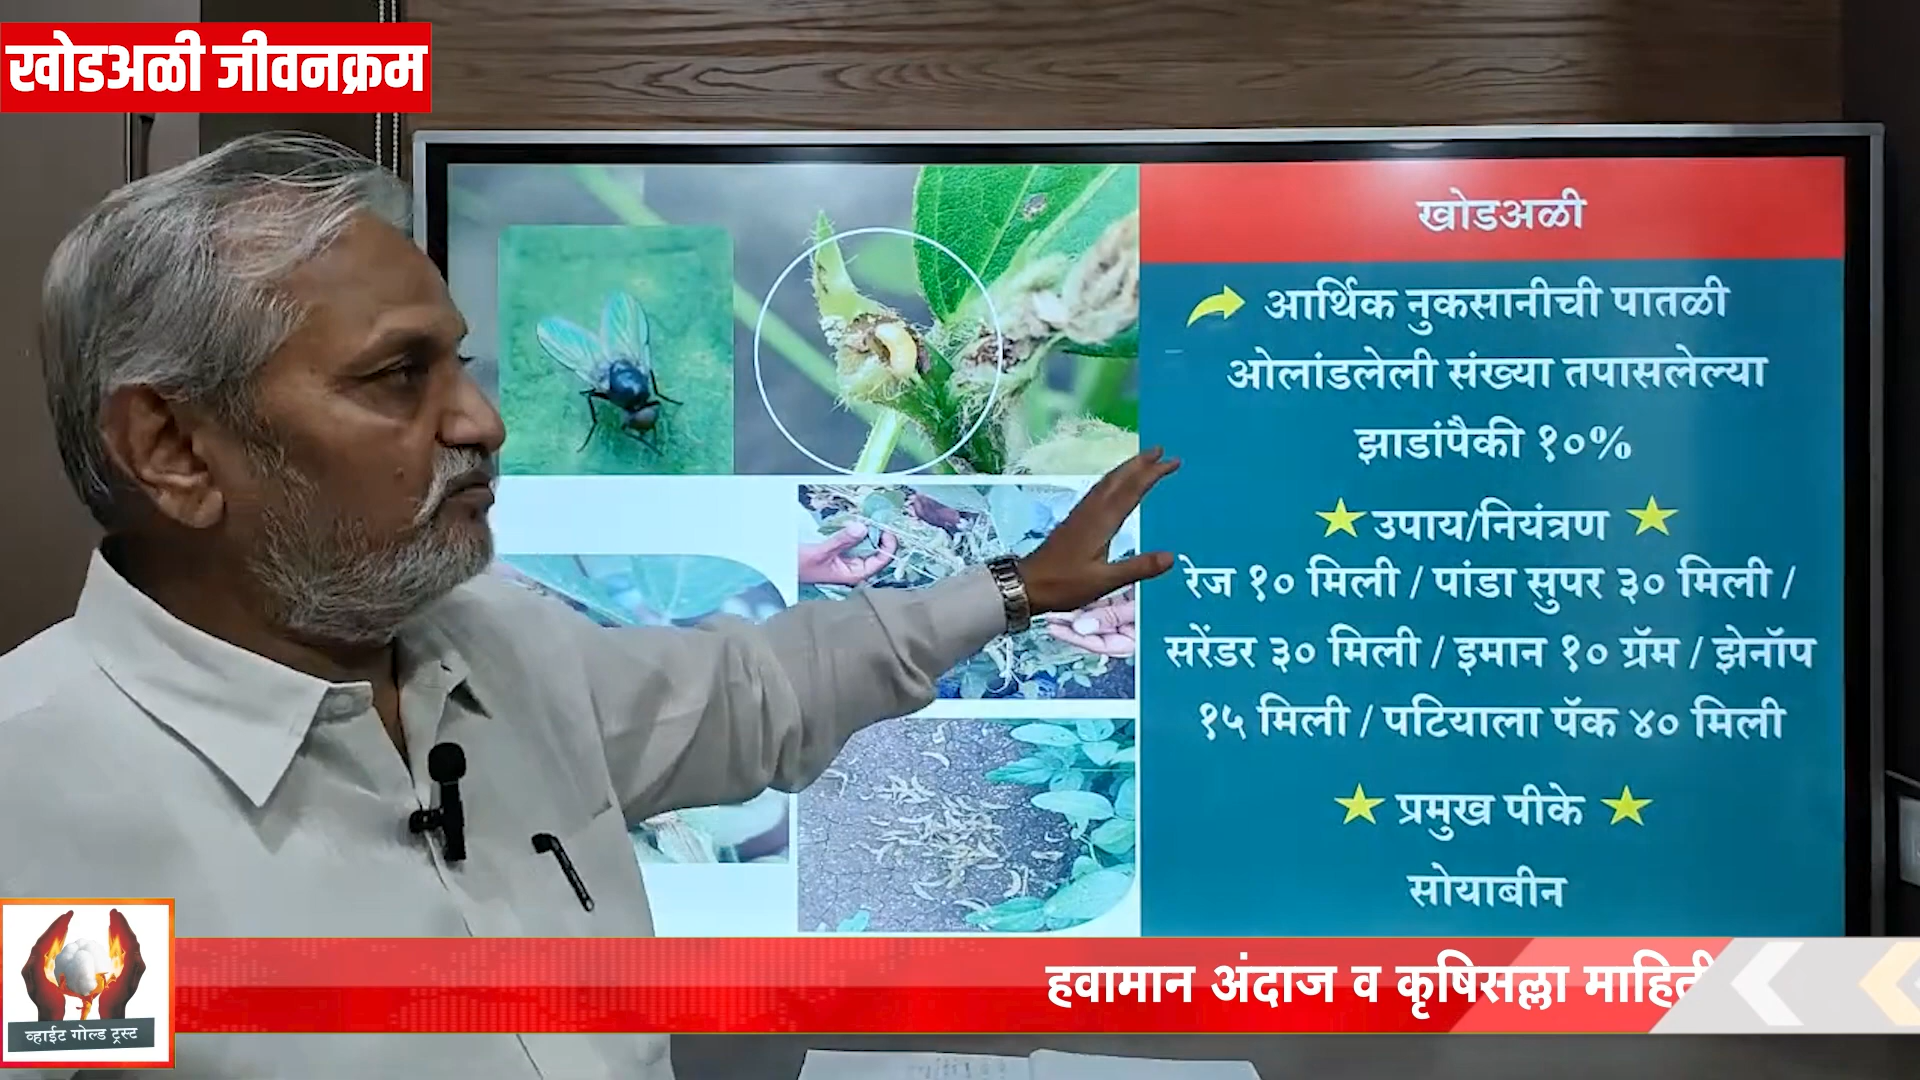 खोडअळी जीवनक्रम
खोडअळी
आर्थिक नुकसानीची पातळी
ओलांडलेली संख्या तपासलेल्या
झाडांपैकी १०%
उपाय/नियंत्रण
रेज १० मिली / पांडा सुपर ३० मिली /
सरेंडर ३० मिली / इमान १० ग्रॅम / झेनॉप
१५ मिली / पटियाला पॅक ४० मिली
प्रमुख पीके
सोयाबीन
हवामान अंदाज व कृषिसल्ला माहिती
व्हाईट गोल्ड ट्रस्ट